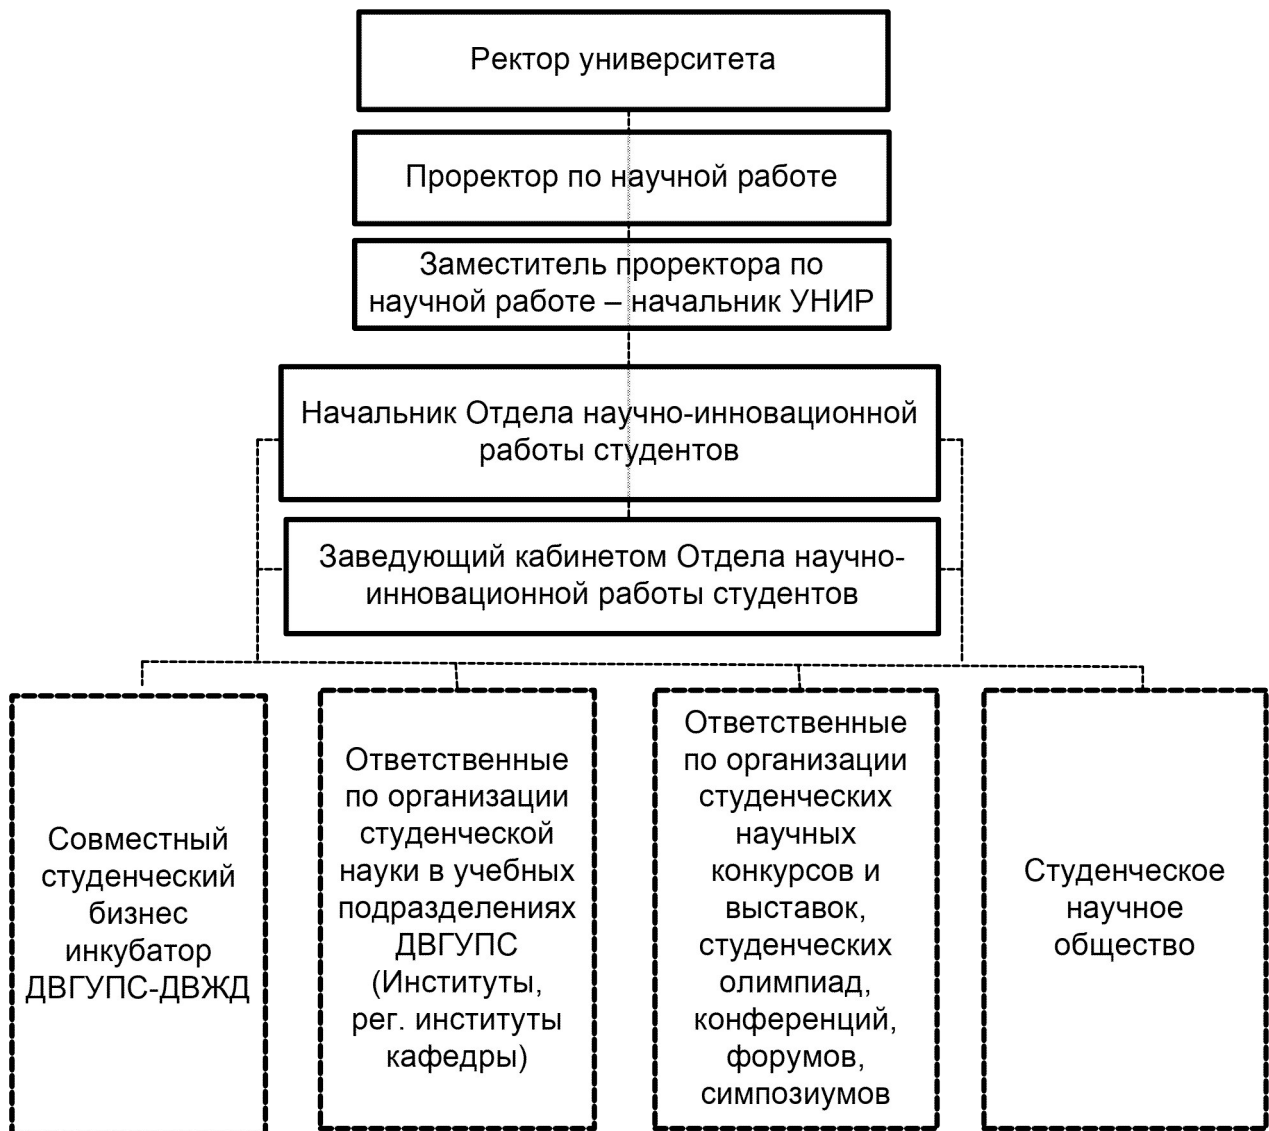 Ректор университета
Проректор по научной работе
Заместитель проректора по
научной работе – начальник УНИР
Начальник Отдела научно-инновационной
работы студентов
Заведующий кабинетом Отдела научно-
инновационной работы студентов
Совместный
студенческий
бизнес
инкубатор
ДВГУПС-ДВЖД
Ответственные
по организации
студенческой
науки в учебных
подразделениях
ДВГУПС
(Институты,
рег. институты
кафедры)
Ответственные
по организации
студенческих
научных
конкурсов и
выставок,
студенческих
олимпиад,
конференций,
форумов,
симпозиумов
Студенческое
научное
общество